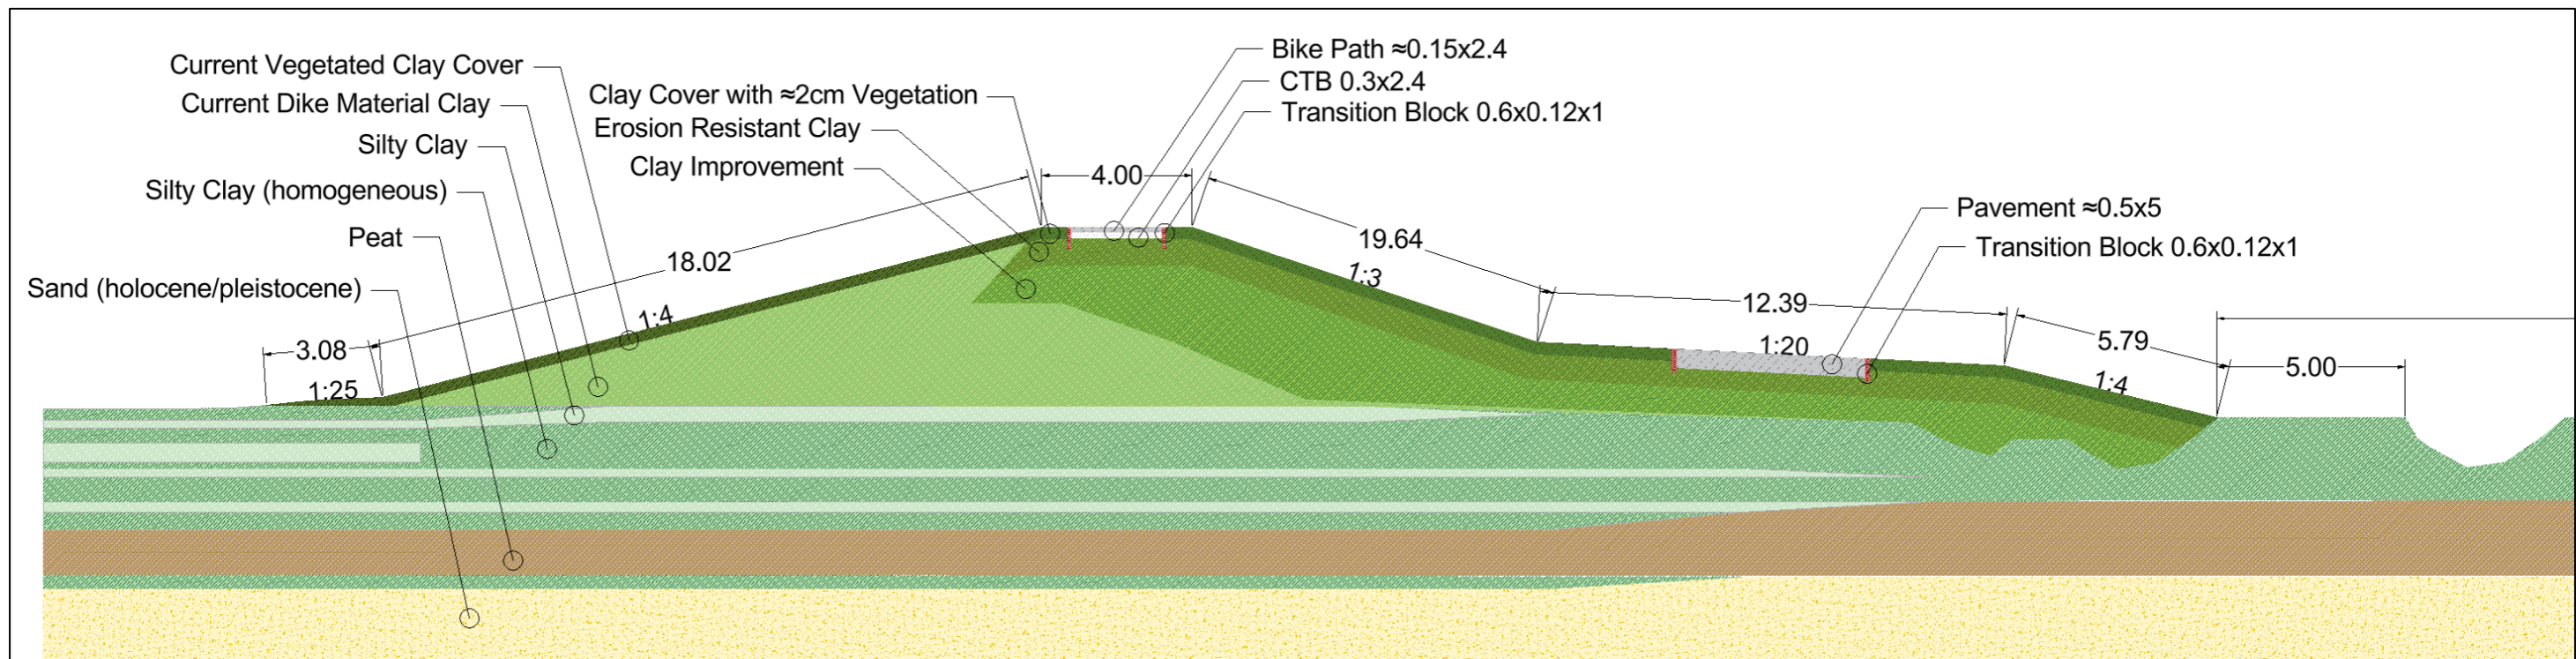 Current Vegetated Clay Cover
Current Dike Material Clay
Silty Clay
Silty Clay (homogeneous)
Peat
Sand (holocene/pleistocene)
Clay Cover with ≈2cm Vegetation
Erosion Resistant Clay
Clay Improvement
Bike Path ≈0.15x2.4
CTB 0.3x2.4
Transition Block 0.6x0.12x1
Pavement ≈0.5x5
Transition Block 0.6x0.12x1
3.08
1:25
18.02
1:4
4.00
19.64
1:3
12.39
1:20
5.79
1:4
5.00